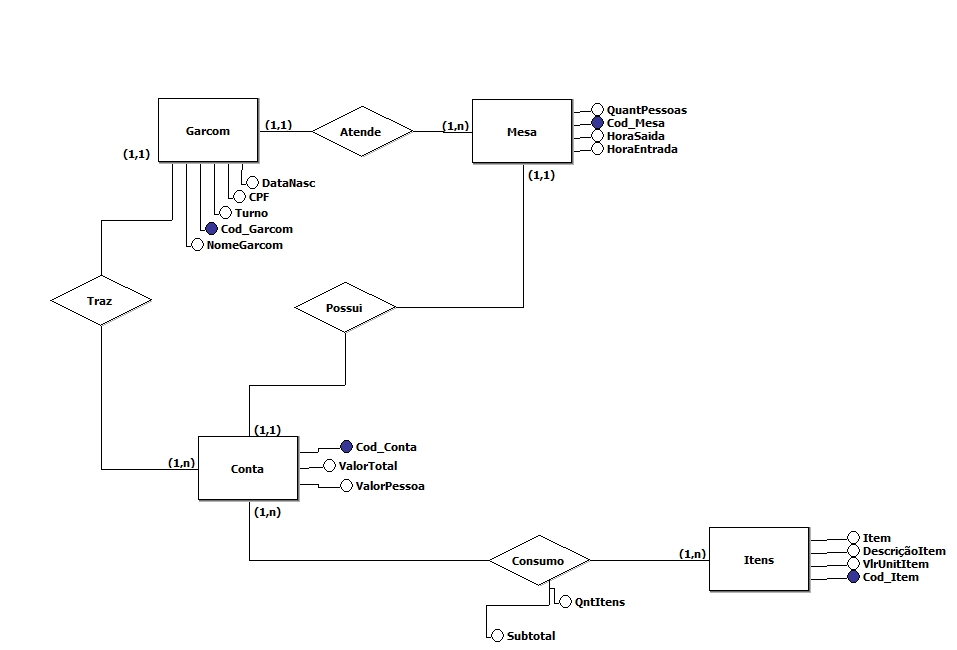 Garcom
(1,1)
Atende
(1,n)
Mesa
QuantPessoas
Cod_Mesa
HoraSaida
HoraEntrada
(1,1)
(1,1)
DataNasc
CPF
Turno
Cod_Garcom
NomeGarcom
Traz
Possui
(1,1)
(1,n)
Conta
Cod_Conta
ValorTotal
ValorPessoa
(1,n)
Consumo
(1,n)
Itens
Item
DescriçãoItem
VlrUnitItem
Cod_Item
QntItens
Subtotal